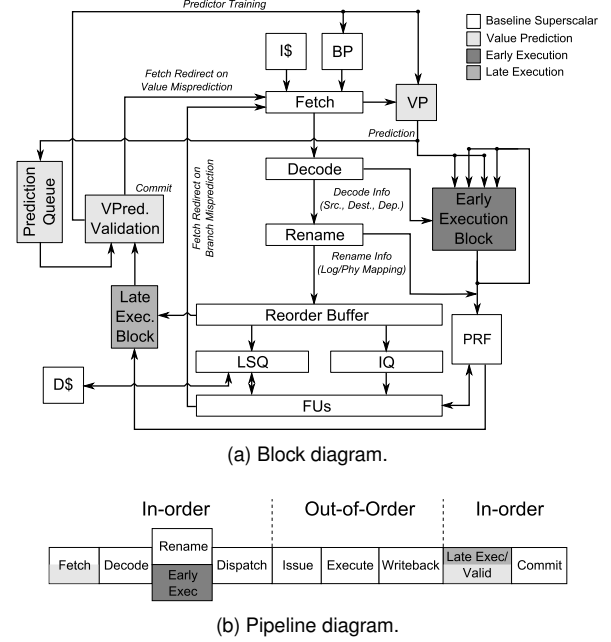 Predictor Training
I$
BP
Baseline Superscalar
Value Prediction
Early Execution
Late Execution
Fetch Redirect on
Value Misprediction
Fetch
VP
Prediction
Prediction
Queue
Commit
VPred.
Validation
Fetch Redirect on
Branch Misprediction
Decode
Decode Info
(Src., Dest., Dep.)
Early
Execution
Block
Rename
Rename Info
(Log/Phy Mapping)
Late
Exec.
Block
Reorder Buffer
PRF
LSQ
IQ
D$
FUs
(a) Block diagram.
In-order
Out-of-Order
In-order
Fetch
Decode
Rename
Early
Exec
Dispatch
Issue
Execute
Writeback
Late Exec/
Valid
Commit
(b) Pipeline diagram.